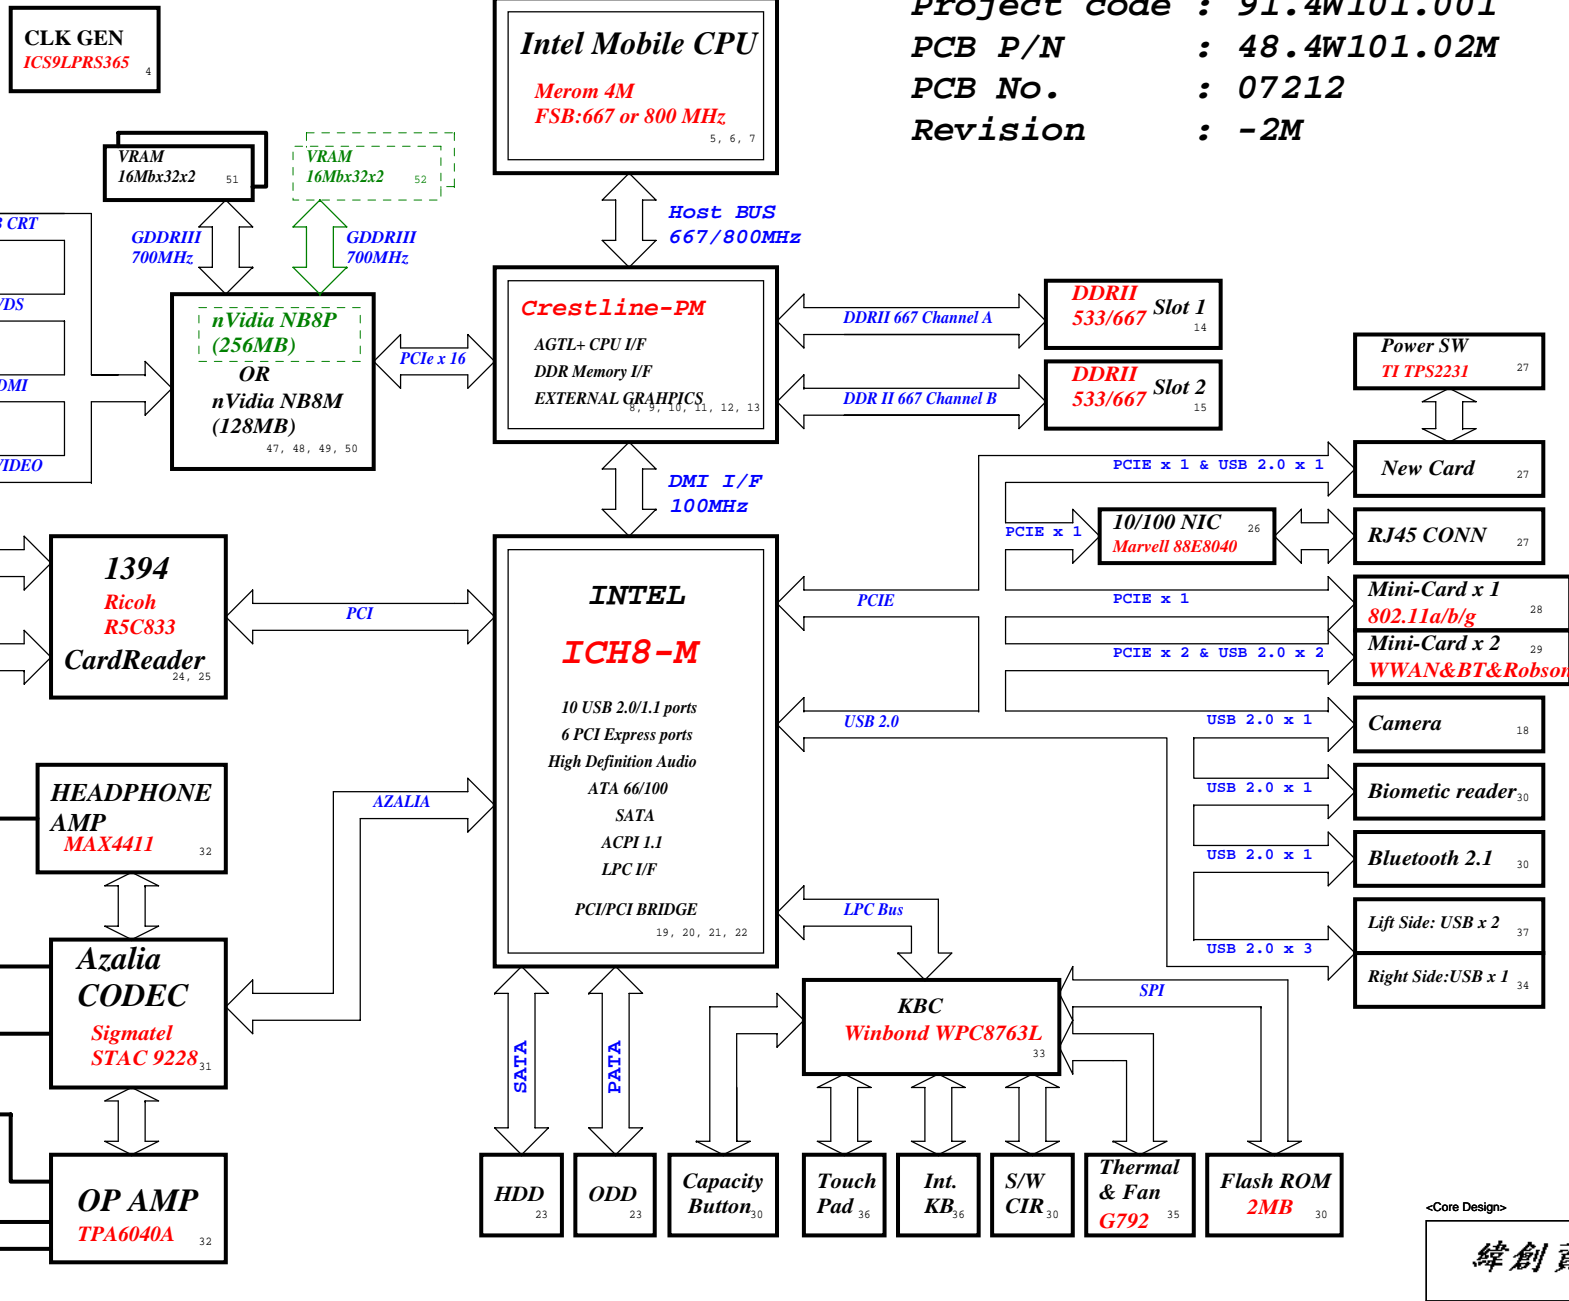 Project code : 91.4W101.001
PCB P/N : 48.4W101.02M
PCB No. : 07212
Revision : -2M
CLK GEN
ICS9LPRS365
4
Intel Mobile CPU
Merom 4M
FSB:667 or 800 MHz
5, 6, 7
VRAM
16Mbx32x2
51
VRAM
16Mbx32x2
52
GDDRIII
700MHz
GDDRIII
700MHz
Host BUS
667/800MHz
CRT
nVidia NB8P
(256MB)
OR
nVidia NB8M
(128MB)
47, 48, 49, 50
PCIe x 16
Crestline-PM
AGTL+ CPU I/F
DDR Memory I/F
EXTERNAL GRAHPICS
8, 9, 10, 11, 12, 13
DDRII 667 Channel A
DDRII
533/667
Slot 1
14
DDR II 667 Channel B
DDRII
533/667
Slot 2
15
DMI I/F
100MHz
Power SW
TI TPS2231
27
PCIE x 1 & USB 2.0 x 1
New Card
27
PCIE x 1
10/100 NIC
Marvell 88E8040
26
RJ45 CONN
27
PCIE x 1
Mini-Card x 1
802.11a/b/g
28
PCIE x 2 & USB 2.0 x 2
Mini-Card x 2
29
WWAN&BT&Robson
1394
Ricoh
R5C833
CardReader
24, 25
PCI
INTEL
ICH8-M
10 USB 2.0/1.1 ports
6 PCI Express ports
High Definition Audio
ATA 66/100
SATA
ACPI 1.1
LPC I/F
PCI/PCI BRIDGE
19, 20, 21, 22
PCIE
USB 2.0
USB 2.0 x 1
Camera
18
USB 2.0 x 1
Biometic reader
30
USB 2.0 x 1
Bluetooth 2.1
30
USB 2.0 x 3
Lift Side: USB x 2
37
Right Side:USB x 1
34
HEADPHONE
AMP
MAX4411
32
AZALIA
Azalia
CODEC
Sigmatel
STAC 9228
31
OP AMP
TPA6040A
32
LPC Bus
KBC
Winbond WPC8763L
33
SPI
SATA
PATA
HDD
23
ODD
23
Capacity
Button
30
Touch
Pad
36
Int.
KB
36
S/W
CIR
30
Thermal
& Fan
G792
35
Flash ROM
2MB
30
<Core Design>
緯創